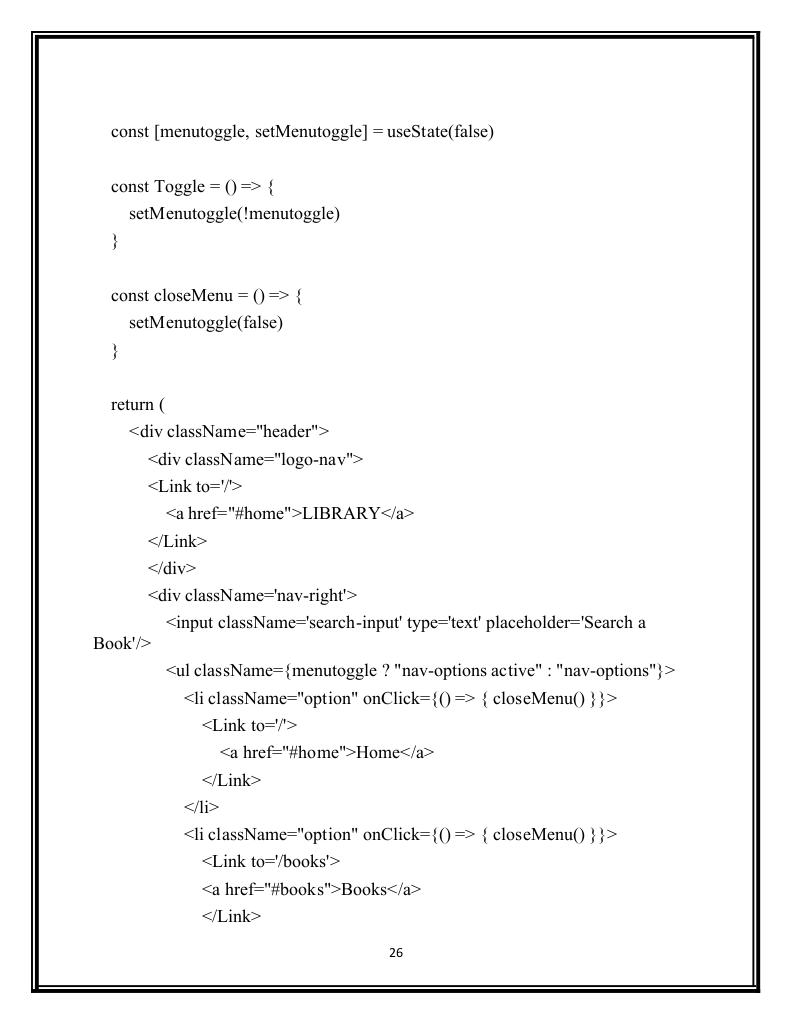 const [menutoggle, setMenutoggle] = useState(false)
const Toggle = () => {
setMenutoggle(!menutoggle)
}
const closeMenu = () => {
setMenutoggle(false)
}
return (
<div className="header">
<div className="logo-nav">
<Link to='/'>
<a href="#home">LIBRARY</a>
</Link>
</div>
<div className='nav-right'>
<input className='search-input' type='text' placeholder='Search a
Book'/>
<ul className={menutoggle ? "nav-options active" : "nav-options"}>
<li className="option" onClick={() => { closeMenu() }}>
<Link to='/'>
<a href="#home">Home</a>
</Link>
</li>
<li className="option" onClick={() => { closeMenu() }}>
<Link to='/books'>
<a href="#books">Books</a>
</Link>
26